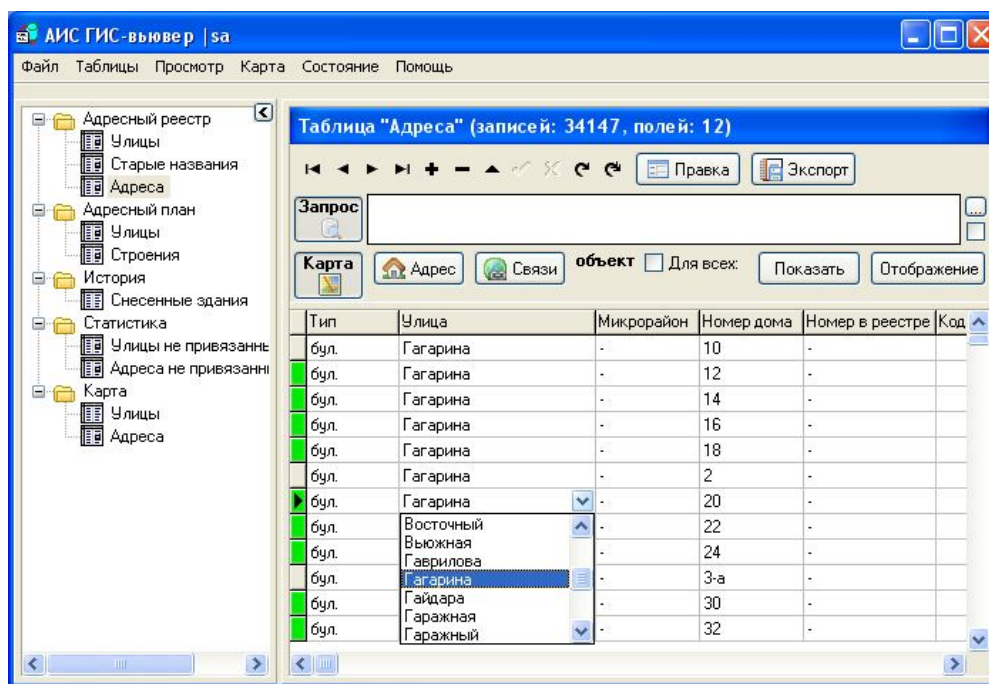 АИС ГИС-вьювер | sa
Файл Таблицы Просмотр Карта Состояние Помощь
Адресный реестр
Улицы
Старые названия
Адреса
Адресный план
Улицы
Строения
История
Снесенные здания
Статистика
Улицы не привязаннь
Адреса не привязанны
Карта
Улицы
Адреса
Таблица "Адреса" (записей: 34147, полей: 12)
Правка Экспорт
Запрос
...
Карта Адрес Связи объект Для всех: Показать Отображение
Тип Улица Микрорайон Номер дома Номер в реестре Код
бул. Гагарина - 10 -
бул. Гагарина - 12 -
бул. Гагарина - 14 -
бул. Гагарина - 16 -
бул. Гагарина - 18 -
бул. Гагарина - 2 -
бул. Гагарина - 20 -
бул. - 22 -
бул. - 24 -
бул. - 3-а -
бул. - 30 -
бул. - 32 -
Восточный
Вьюжная
Гаврилова
Гагарина
Гайдара
Гаражная
Гаражный